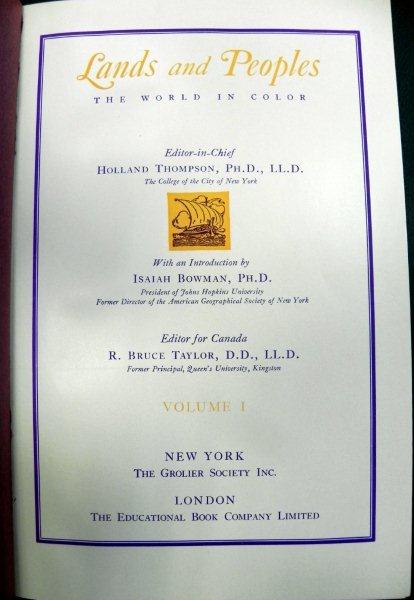 Lands and Peoples
THE WORLD IN COLOR
Editor-in-Chief
HOLLAND THOMPSON, PH.D., LL.D.
The College of the City of New York
With an Introduction by
ISAIAH BOWMAN, PH.D.
President of Johns Hopkins University
Former Director of the American Geographical Society of New York
Editor for Canada
R. BRUCE TAYLOR, D.D., LL.D.
Former Principal, Queen's University, Kingston
VOLUME I
NEW YORK
THE GROLIER SOCIETY INC.
LONDON
THE EDUCATIONAL BOOK COMPANY LIMITED